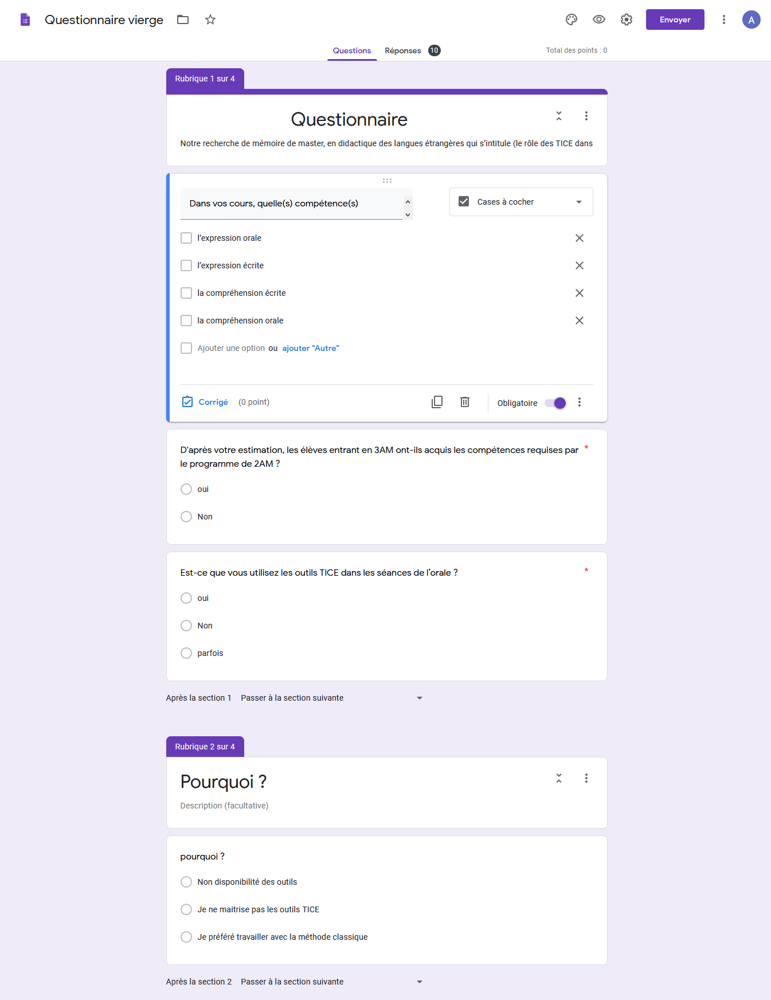 Questionnaire vierge
Envoyer
A
Questions
Réponses 10
Total des points : 0
Rubrique 1 sur 4
Questionnaire
Notre recherche de mémoire de master, en didactique des langues étrangères qui s’intitule (le rôle des TICE dans
Dans vos cours, quelle(s) compétence(s)
Cases à cocher
l’expression orale
l’expression écrite
la compréhension écrite
la compréhension orale
Ajouter une option ou ajouter "Autre"
Corrigé (0 point)
Obligatoire
D'après votre estimation, les élèves entrant en 3AM ont-ils acquis les compétences requises par *
le programme de 2AM ?
oui
Non
Est-ce que vous utilisez les outils TICE dans les séances de l’orale ? *
oui
Non
parfois
Après la section 1 Passer à la section suivante
Rubrique 2 sur 4
Pourquoi ?
Description (facultative)
pourquoi ?
Non disponibilité des outils
Je ne maitrise pas les outils TICE
Je préféré travailler avec la méthode classique
Après la section 2 Passer à la section suivante